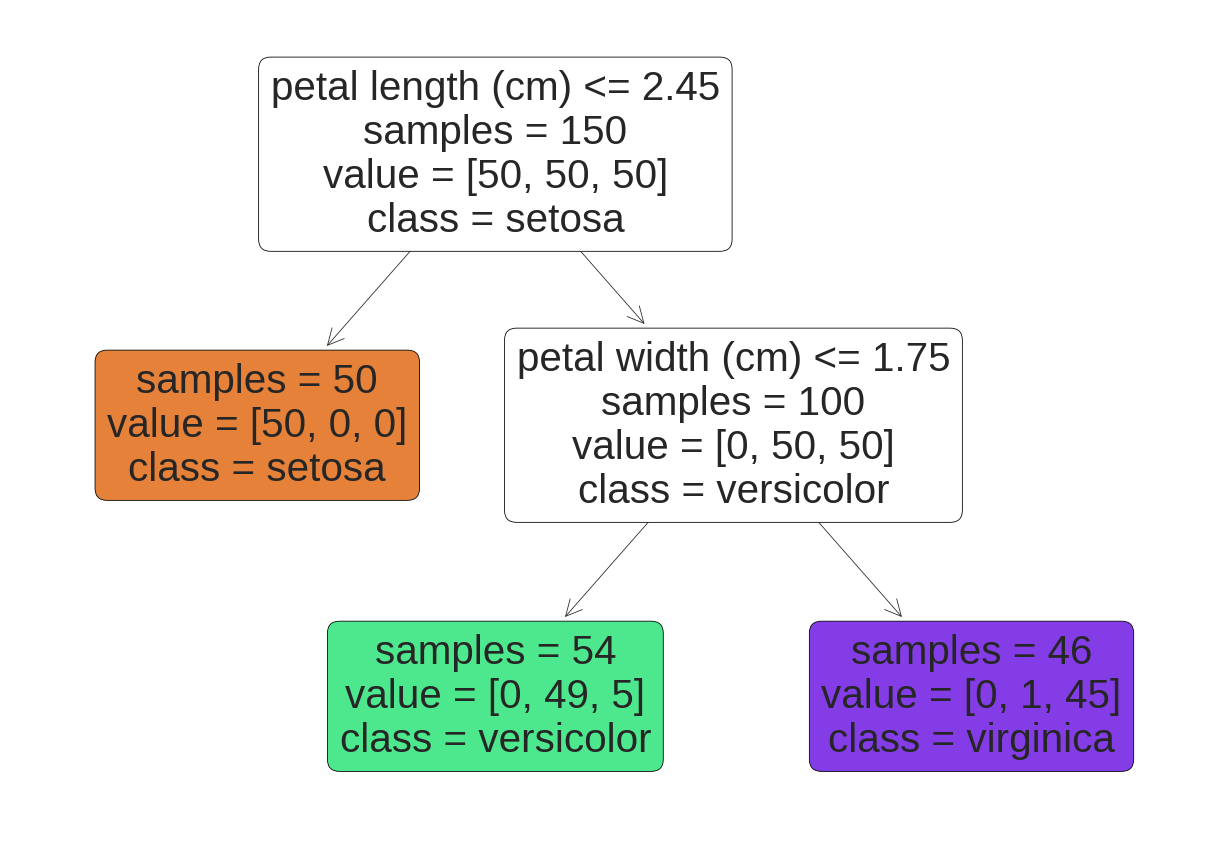 petal length (cm) <= 2.45
samples = 150
value = [50, 50, 50]
class = setosa
samples = 50
value = [50, 0, 0]
class = setosa
petal width (cm) <= 1.75
samples = 100
value = [0, 50, 50]
class = versicolor
samples = 54
value = [0, 49, 5]
class = versicolor
samples = 46
value = [0, 1, 45]
class = virginica